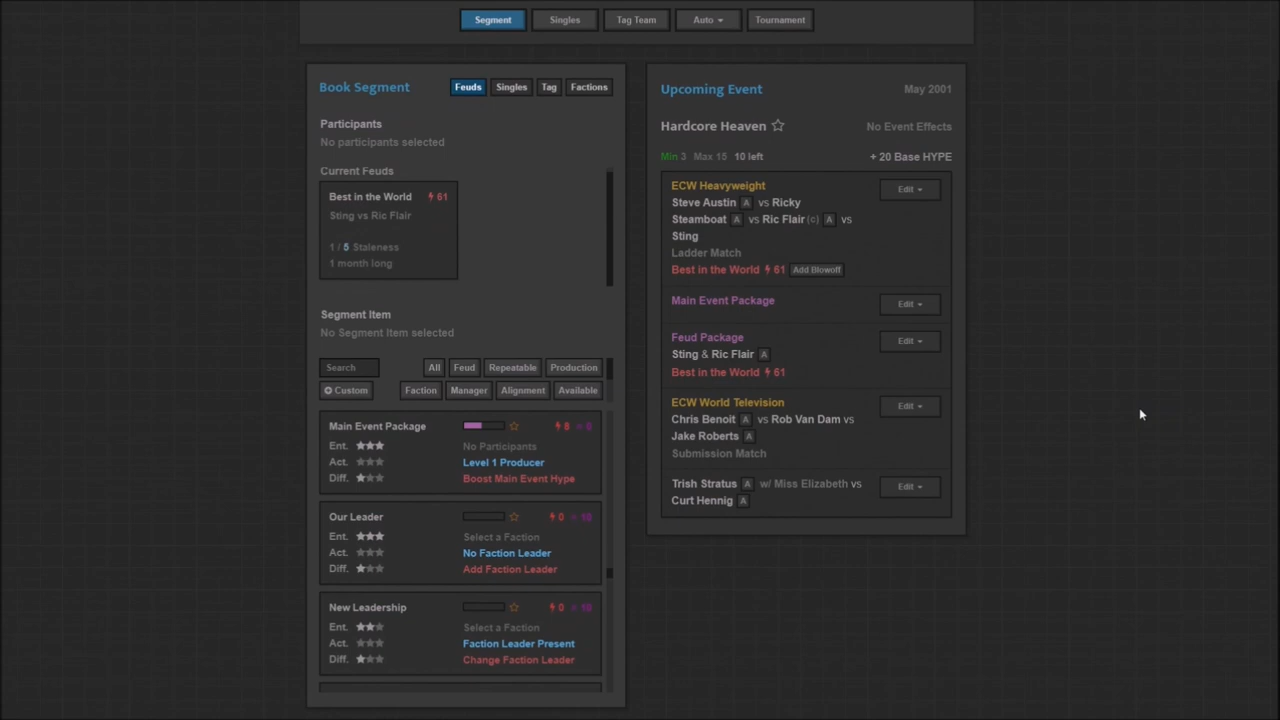 Segment Singles Tag Team Auto Tournament
Book Segment Feuds Singles Tag Factions
Participants
No participants selected
Current Feuds
Best in the World 61
Sting vs Ric Flair
1 / 5 Staleness
1 month long
Segment Item
No Segment Item selected
Search All Feud Repeatable Production
Custom Faction Manager Alignment Available
Main Event Package 8 0
Ent. No Participants
Act. Level 1 Producer
Diff. Boost Main Event Hype
Our Leader 0 10
Ent. Select a Faction
Act. No Faction Leader
Diff. Add Faction Leader
New Leadership 0 10
Ent. Select a Faction
Act. Faction Leader Present
Diff. Change Faction Leader
Upcoming Event May 2001
Hardcore Heaven No Event Effects
Min 3 Max 15 10 left + 20 Base HYPE
ECW Heavyweight Edit
Steve Austin A vs Ricky
Steamboat A vs Ric Flair (c) A vs
Sting
Ladder Match
Best in the World 61 Add Blowoff
Main Event Package Edit
Feud Package Edit
Sting & Ric Flair A
Best in the World 61
ECW World Television Edit
Chris Benoit A vs Rob Van Dam vs
Jake Roberts A
Submission Match
Trish Stratus A w/ Miss Elizabeth vs Edit
Curt Hennig A